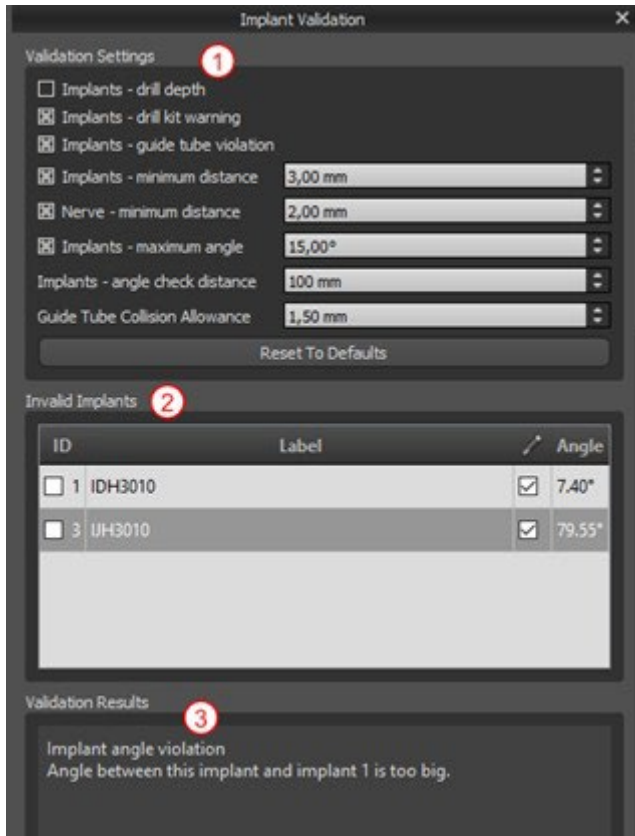 Implant Validation
Validation Settings
1
Implants - drill depth
Implants - drill kit warning
Implants - guide tube violation
Implants - minimum distance 3,00 mm
Nerve - minimum distance 2,00 mm
Implants - maximum angle 15,00°
Implants - angle check distance 100 mm
Guide Tube Collision Allowance 1,50 mm
Reset To Defaults
Invalid Implants 2
ID Label Angle
1 IDH3010 7.40°
3 IJH3010 79.55°
Validation Results
3
Implant angle violation
Angle between this implant and implant 1 is too big.